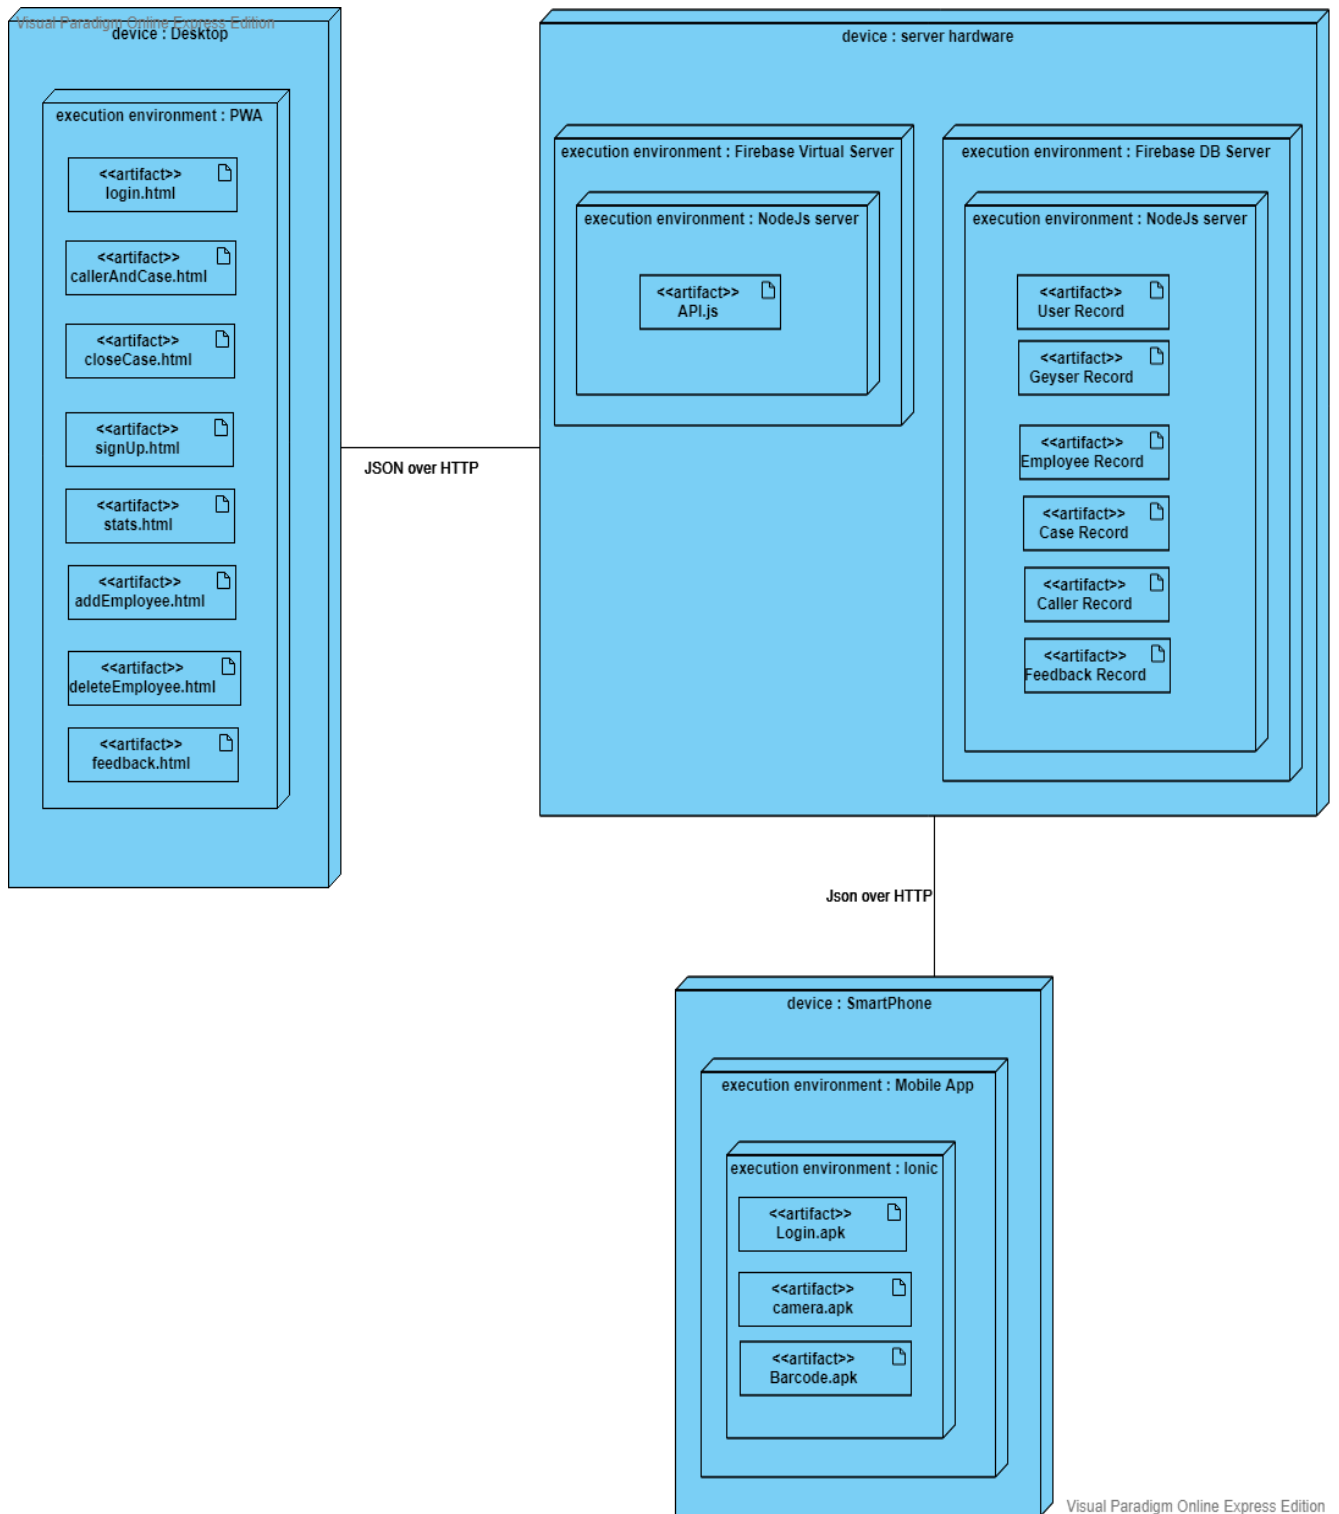 Visual Paradigm Online Express Edition
device : Desktop
execution environment : PWA
<<artifact>>
login.html
<<artifact>>
callerAndCase.html
<<artifact>>
closeCase.html
<<artifact>>
signUp.html
<<artifact>>
stats.html
<<artifact>>
addEmployee.html
<<artifact>>
deleteEmployee.html
<<artifact>>
feedback.html
JSON over HTTP
device : server hardware
execution environment : Firebase Virtual Server
execution environment : NodeJs server
<<artifact>>
API.js
execution environment : Firebase DB Server
execution environment : NodeJs server
<<artifact>>
User Record
<<artifact>>
Geyser Record
<<artifact>>
Employee Record
<<artifact>>
Case Record
<<artifact>>
Caller Record
<<artifact>>
Feedback Record
Json over HTTP
device : SmartPhone
execution environment : Mobile App
execution environment : Ionic
<<artifact>>
Login.apk
<<artifact>>
camera.apk
<<artifact>>
Barcode.apk
Visual Paradigm Online Express Edition